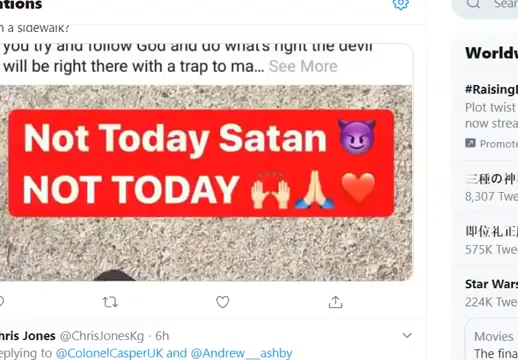 ations
n a sidewalk?
you try and follow God and do what's right the devil
will be right there with a trap to ma... See More
Not Today Satan 😈
NOT TODAY 🙌🏻🙏🏻❤️
hris Jones @ChrisJonesKg · 6h
eplying to @ColonelCasperUK and @Andrew__ashby
Sear
Worldw
#RaisingD
Plot twist
now strea
Promote
三種の神
8,307 Twe
即位礼正
575K Twee
Star Wars
224K Twee
Movies
The fina